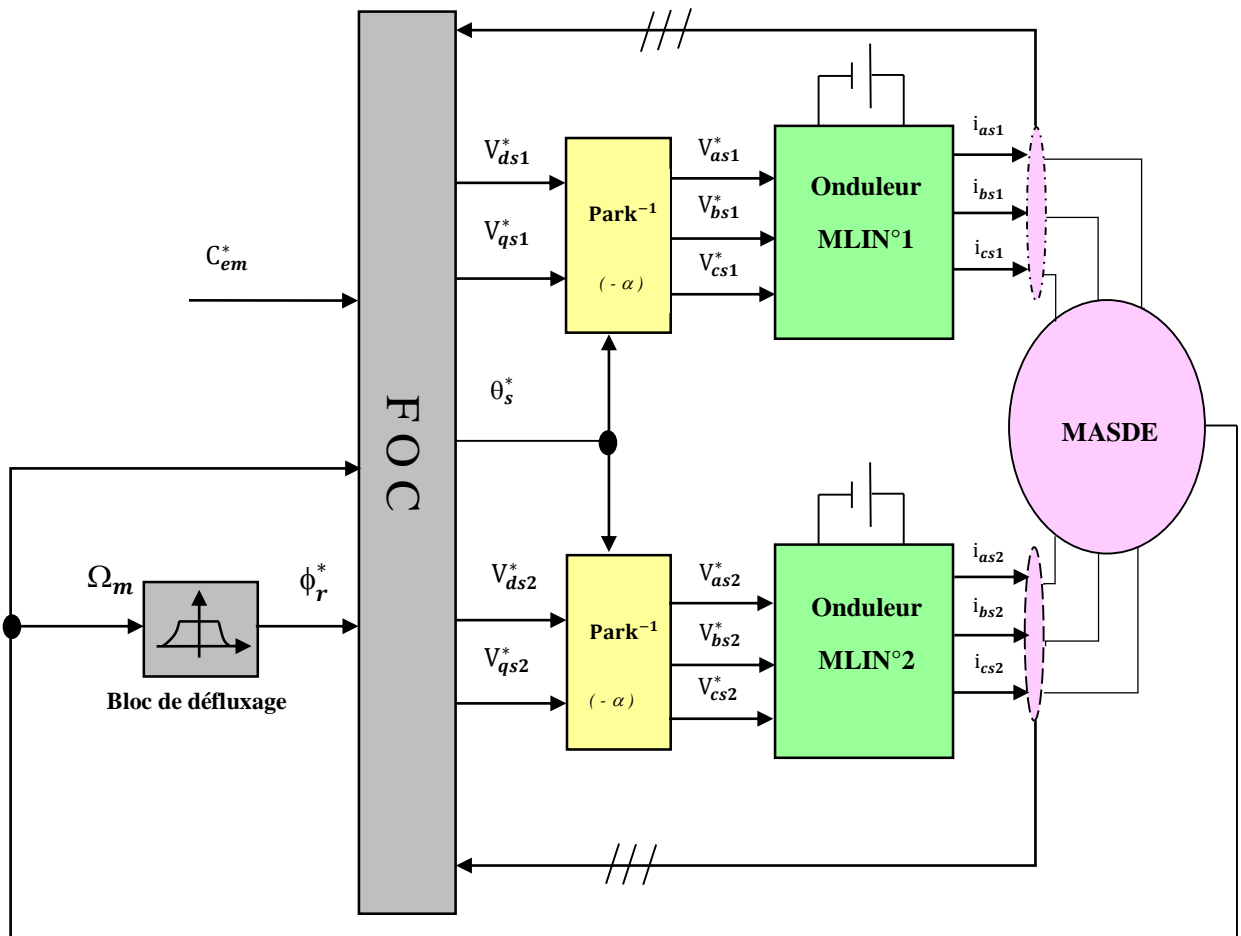 V*ds1
V*qs1
Park⁻¹
(- α)
V*as1
V*bs1
V*cs1
Onduleur
MLIN°1
ias1
ibs1
ics1
C*em
FOC
θ*s
MASDE
Ωm
ϕ*r
Bloc de défluxage
V*ds2
V*qs2
Park⁻¹
(- α)
V*as2
V*bs2
V*cs2
Onduleur
MLIN°2
ias2
ibs2
ics2